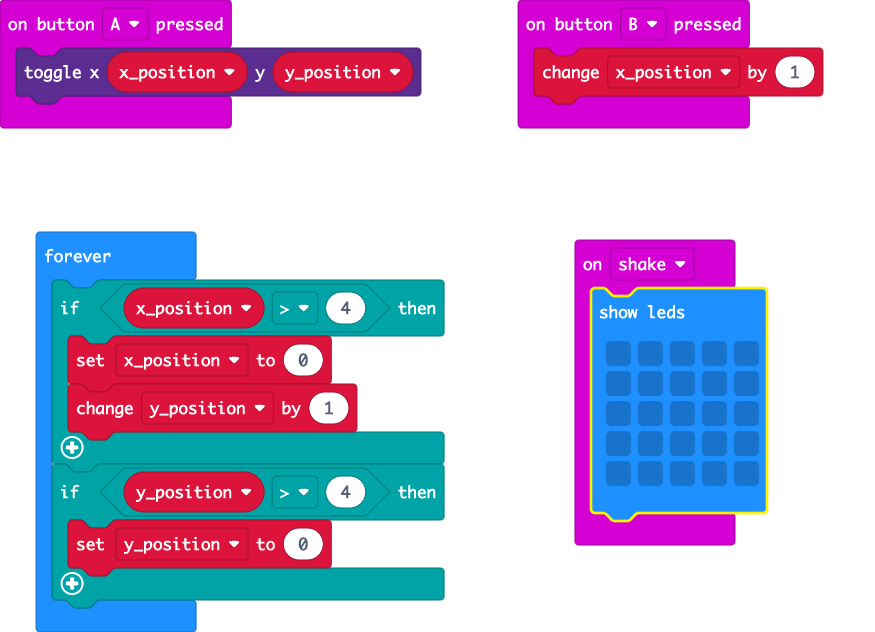 on button A pressed
toggle x x_position y y_position
on button B pressed
change x_position by 1
forever
if x_position > 4 then
set x_position to 0
change y_position by 1
if y_position > 4 then
set y_position to 0
on shake
show leds